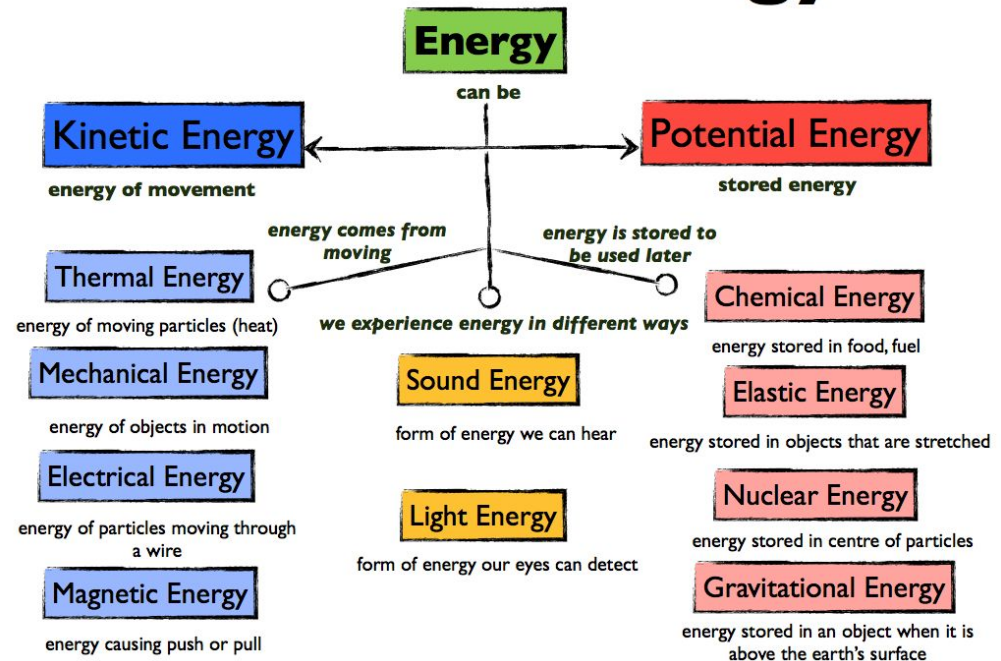 Energy
can be
Kinetic Energy
energy of movement
Potential Energy
stored energy
energy comes from
moving
energy is stored to
be used later
we experience energy in different ways
Thermal Energy
energy of moving particles (heat)
Mechanical Energy
energy of objects in motion
Electrical Energy
energy of particles moving through
a wire
Magnetic Energy
energy causing push or pull
Sound Energy
form of energy we can hear
Light Energy
form of energy our eyes can detect
Chemical Energy
energy stored in food, fuel
Elastic Energy
energy stored in objects that are stretched
Nuclear Energy
energy stored in centre of particles
Gravitational Energy
energy stored in an object when it is
above the earth's surface